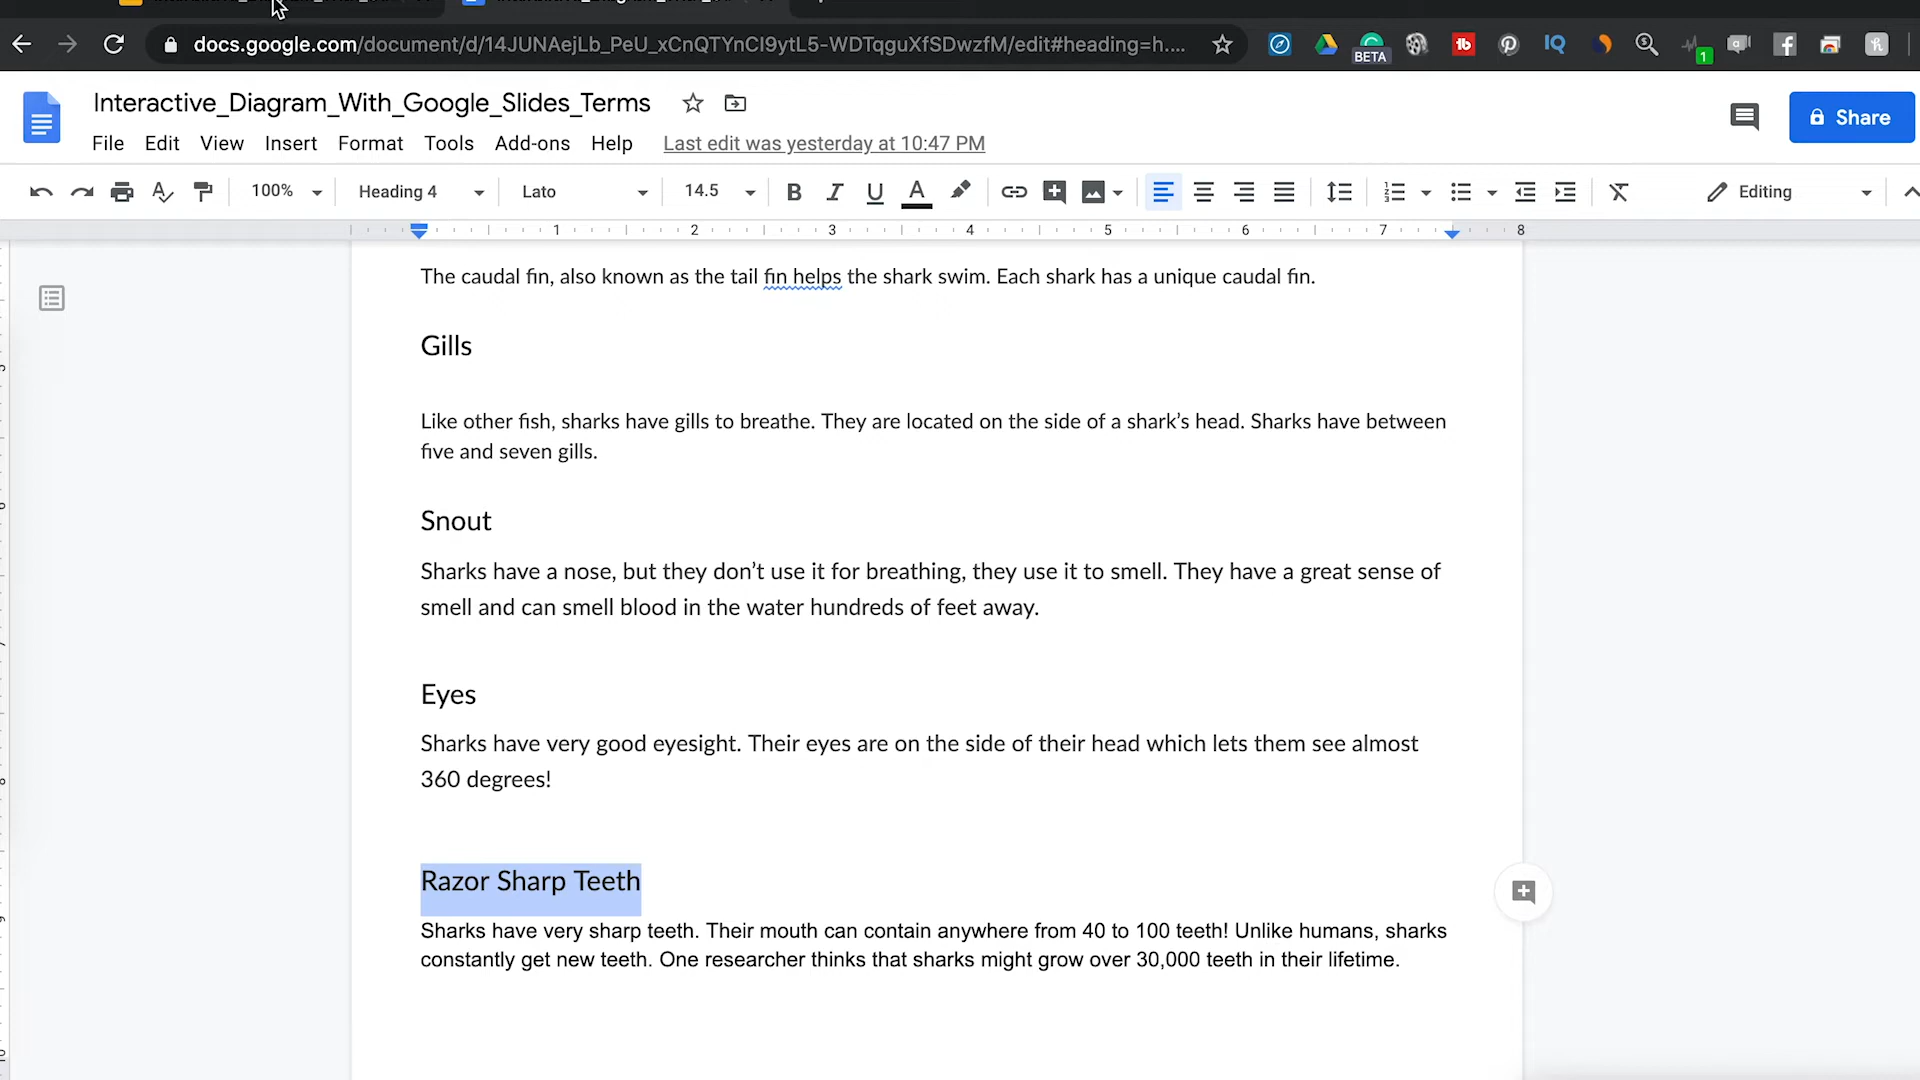 docs.google.com/document/d/14JUNAejLb_PeU_xCnQTYnCI9ytL5-WDTqguXfSDwzfM/edit#heading=h....
BETA
tb
IQ
1
Interactive_Diagram_With_Google_Slides_Terms
Share
File Edit View Insert Format Tools Add-ons Help Last edit was yesterday at 10:47 PM
100% Heading 4 Lato 14.5 B I U A Editing
1 2 3 4 5 6 7 8
The caudal fin, also known as the tail fin helps the shark swim. Each shark has a unique caudal fin.
Gills
Like other fish, sharks have gills to breathe. They are located on the side of a shark’s head. Sharks have between
five and seven gills.
Snout
Sharks have a nose, but they don’t use it for breathing, they use it to smell. They have a great sense of
smell and can smell blood in the water hundreds of feet away.
Eyes
Sharks have very good eyesight. Their eyes are on the side of their head which lets them see almost
360 degrees!
Razor Sharp Teeth
Sharks have very sharp teeth. Their mouth can contain anywhere from 40 to 100 teeth! Unlike humans, sharks
constantly get new teeth. One researcher thinks that sharks might grow over 30,000 teeth in their lifetime.